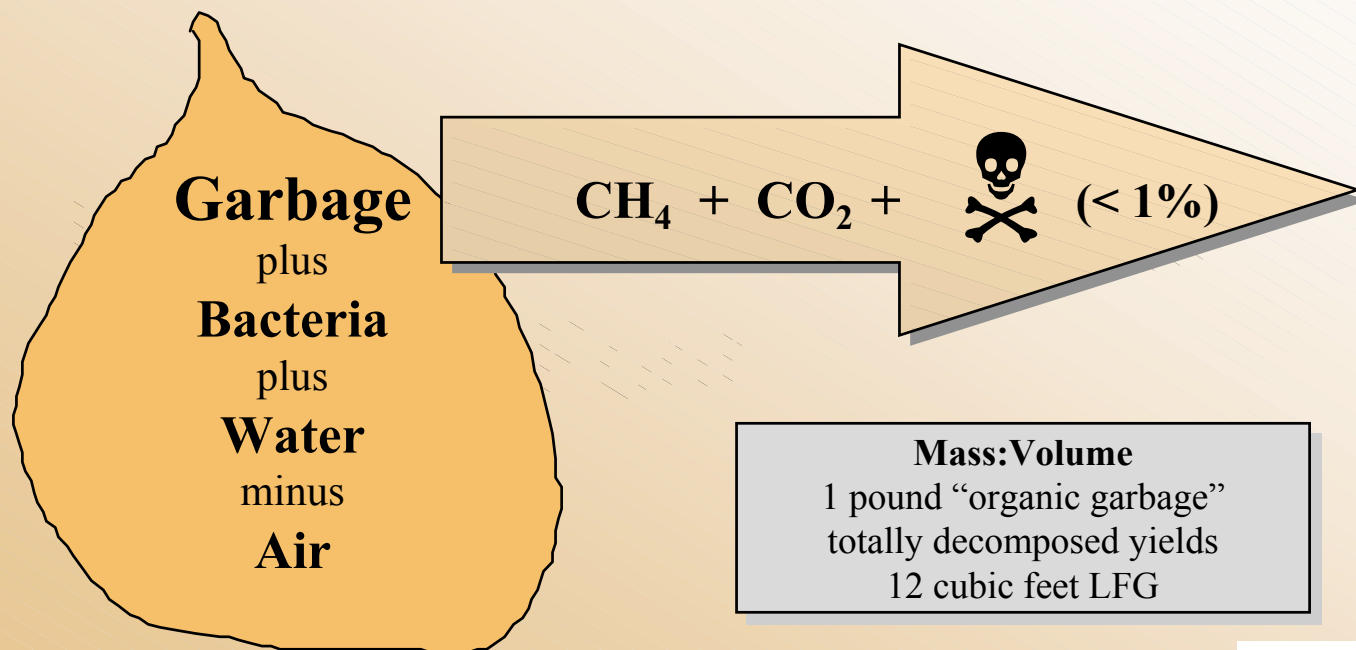 Garbage
plus
Bacteria
plus
Water
minus
Air
CH₄ + CO₂ + (< 1%)
Mass:Volume
1 pound “organic garbage”
totally decomposed yields
12 cubic feet LFG